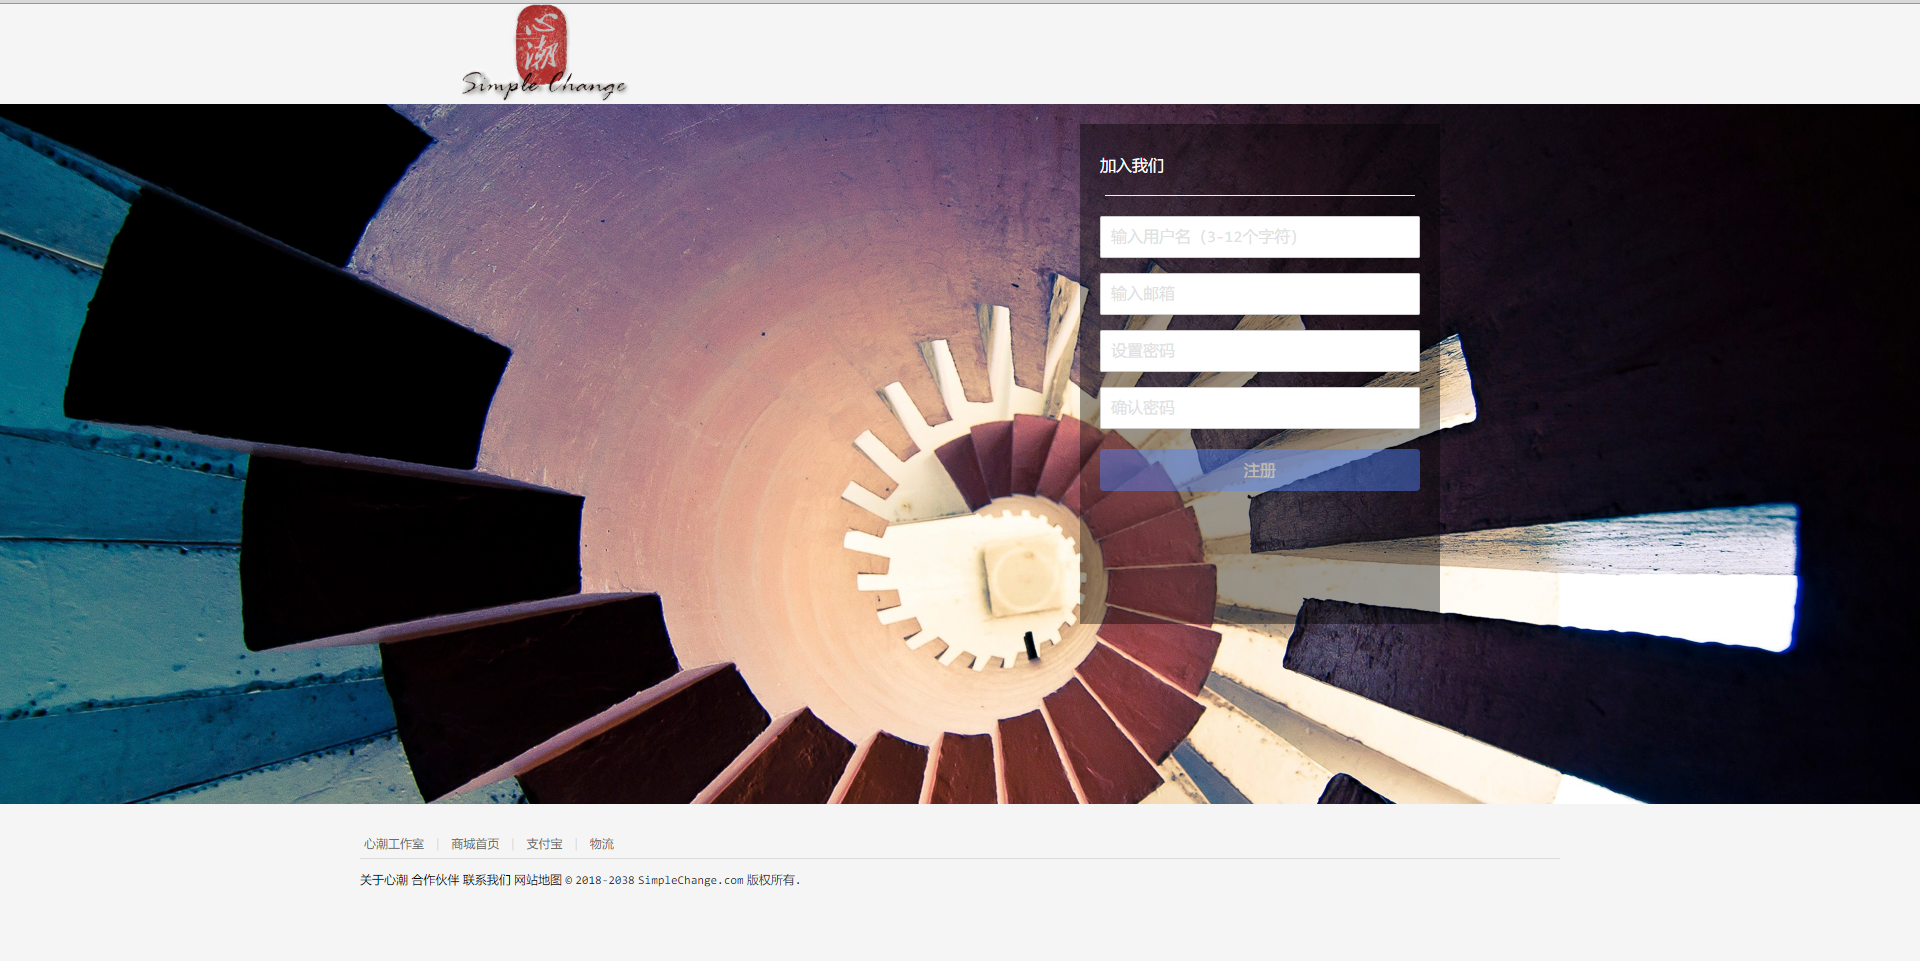 心潮
Simple Change
加入我们
输入用户名（3-12个字符）
输入邮箱
设置密码
确认密码
注册
心潮工作室 | 商城首页 | 支付宝 | 物流
关于心潮 合作伙伴 联系我们 网站地图 © 2018-2038 SimpleChange.com 版权所有.